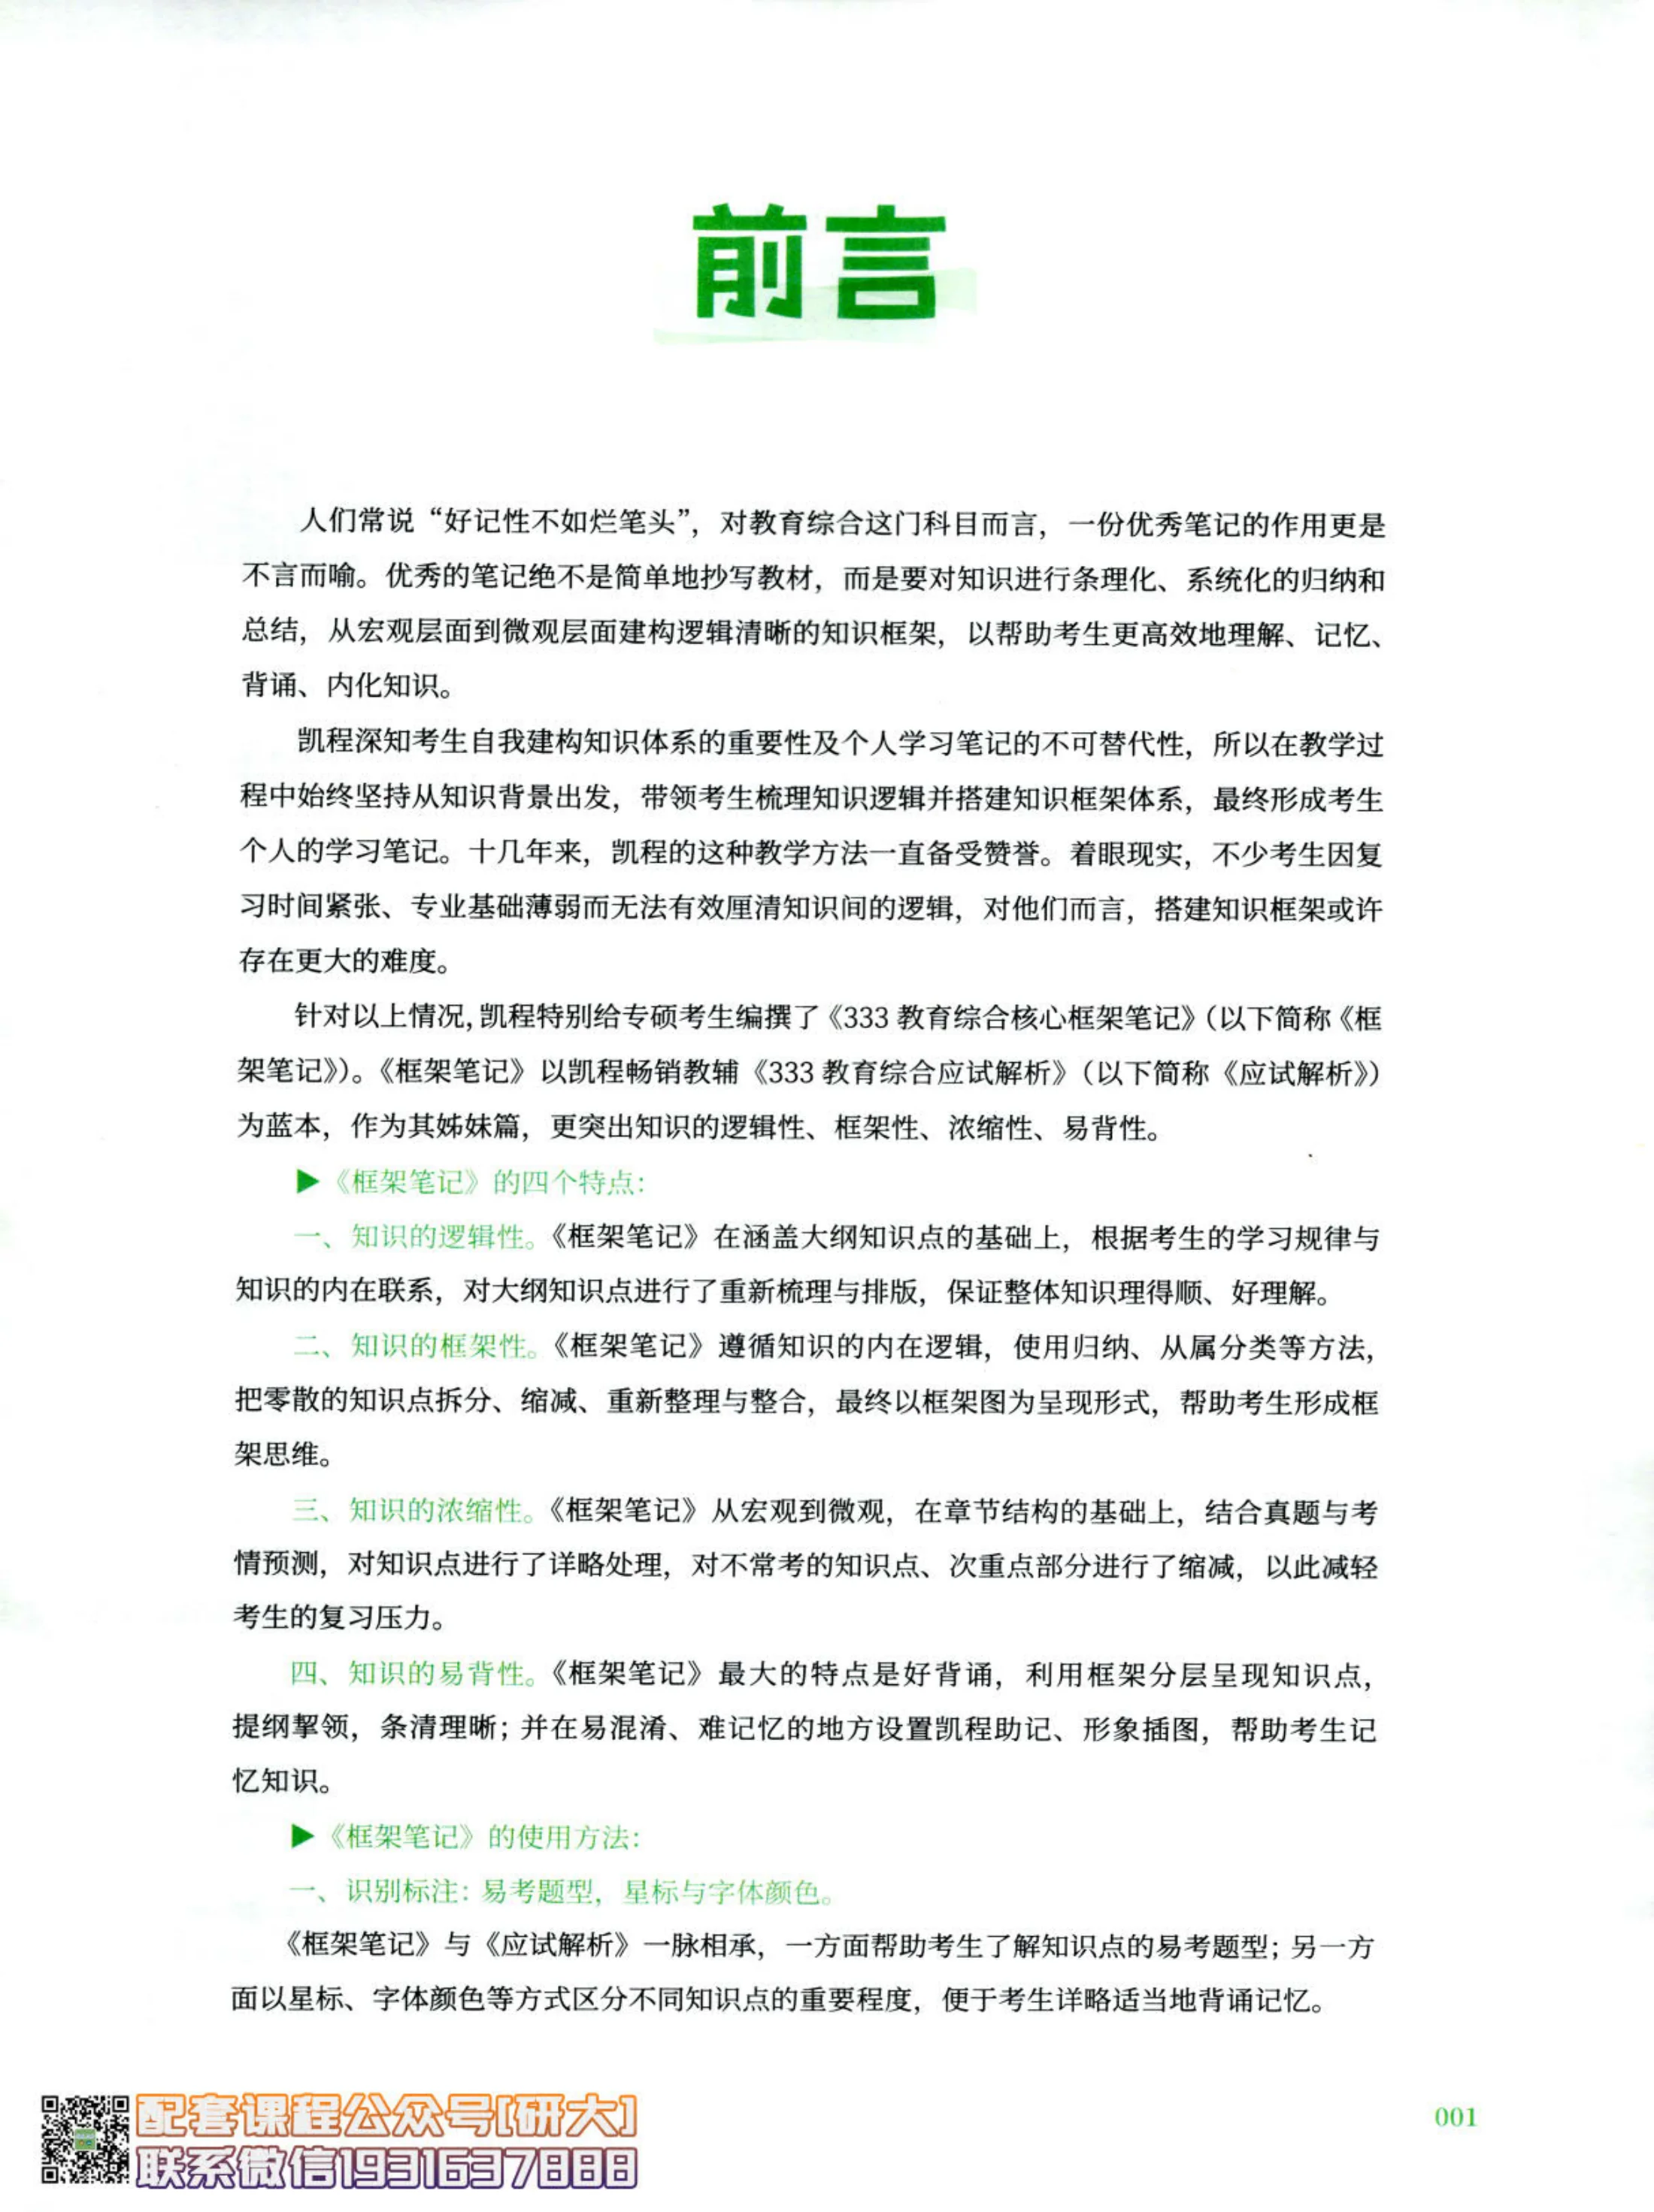 前言
人们常说“好记性不如烂笔头”，对教育综合这门科目而言，一份优秀笔记的作用更是
不言而喻。优秀的笔记绝不是简单地抄写教材，而是要对知识进行条理化、系统化的归纳和
总结，从宏观层面到微观层面建构逻辑清晰的知识框架，以帮助考生更高效地理解、记忆、
背诵、内化知识。
凯程深知考生自我建构知识体系的重要性及个人学习笔记的不可替代性，所以在教学过
程中始终坚持从知识背景出发，带领考生梳理知识逻辑并搭建知识框架体系，最终形成考生
个人的学习笔记。十几年来，凯程的这种教学方法一直备受赞誉。着眼现实，不少考生因复
习时间紧张、专业基础薄弱而无法有效厘清知识间的逻辑，对他们而言，搭建知识框架或许
存在更大的难度。
针对以上情况，凯程特别给专硕考生编撰了《333 教育综合核心框架笔记》（以下简称《框
架笔记》）。《框架笔记》以凯程畅销教辅《333 教育综合应试解析》（以下简称《应试解析》）
为蓝本，作为其姊妹篇，更突出知识的逻辑性、框架性、浓缩性、易背性。
▶《框架笔记》的四个特点：
一、知识的逻辑性。《框架笔记》在涵盖大纲知识点的基础上，根据考生的学习规律与
知识的内在联系，对大纲知识点进行了重新梳理与排版，保证整体知识理得顺、好理解。
二、知识的框架性。《框架笔记》遵循知识的内在逻辑，使用归纳、从属分类等方法，
把零散的知识点拆分、缩减、重新整理与整合，最终以框架图为呈现形式，帮助考生形成框
架思维。
三、知识的浓缩性。《框架笔记》从宏观到微观，在章节结构的基础上，结合真题与考
情预测，对知识点进行了详略处理，对不常考的知识点、次重点部分进行了缩减，以此减轻
考生的复习压力。
四、知识的易背性。《框架笔记》最大的特点是好背诵，利用框架分层呈现知识点，
提纲挈领，条清理晰；并在易混淆、难记忆的地方设置凯程助记、形象插图，帮助考生记
忆知识。
▶《框架笔记》的使用方法：
一、识别标注：易考题型，星标与字体颜色。
《框架笔记》与《应试解析》一脉相承，一方面帮助考生了解知识点的易考题型；另一方
面以星标、字体颜色等方式区分不同知识点的重要程度，便于考生详略适当地背诵记忆。
配套课程公众号[研大]
联系微信1931637888
001